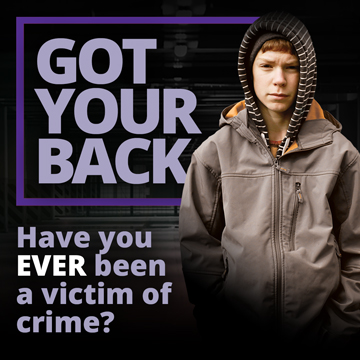 GOT
YOUR
BACK
Have you
EVER been
a victim of
crime?